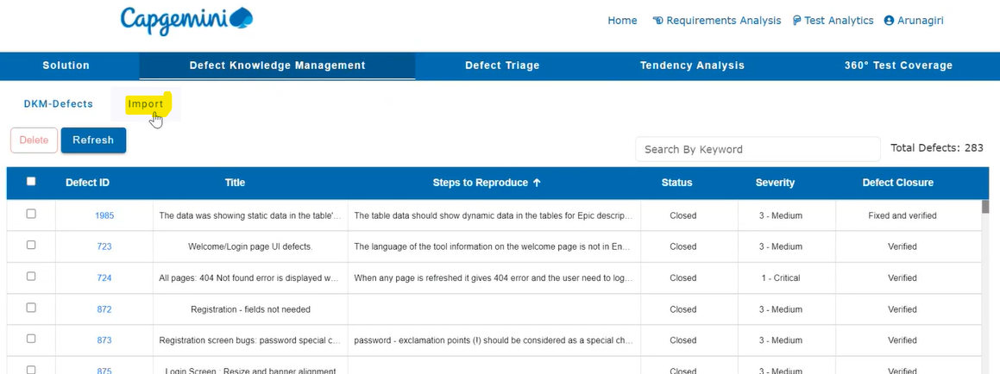 Capgemini
Home Requirements Analysis Test Analytics Arunagiri
Solution Defect Knowledge Management Defect Triage Tendency Analysis 360° Test Coverage
DKM-Defects Import
Delete Refresh Search By Keyword Total Defects: 283
Defect ID Title Steps to Reproduce Status Severity Defect Closure
1985 The data was showing static data in the table'... The table data should show dynamic data in the tables for Epic descrip... Closed 3 - Medium Fixed and verified
723 Welcome/Login page UI defects. The language of the tool information on the welcome page is not in En... Closed 3 - Medium Verified
724 All pages: 404 Not found error is displayed w... When any page is refreshed it gives 404 error and the user need to log... Closed 1 - Critical Verified
872 Registration - fields not needed Closed 3 - Medium Verified
873 Registration screen bugs: password special c... password - exclamation points (!) should be considered as a special ch... Closed 3 - Medium Verified
875 Login Screen : Resize and banner alignment Closed 3 - Medium Verified